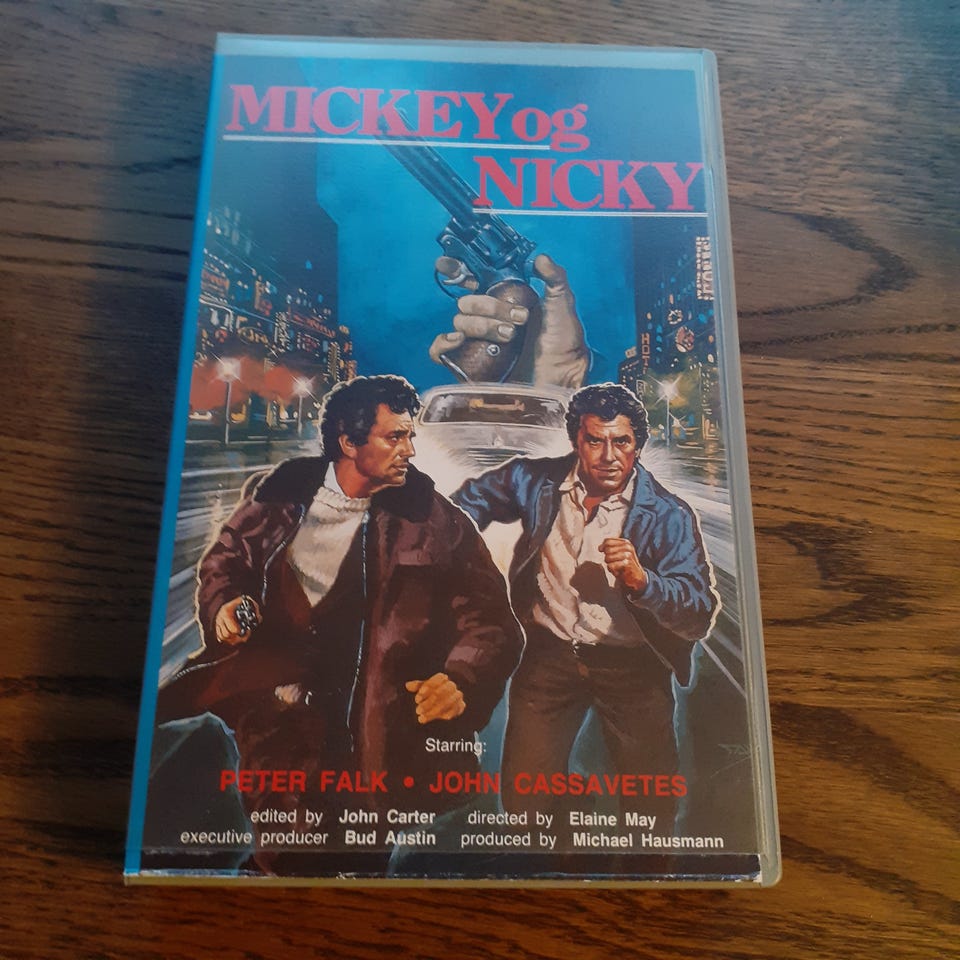 MICKEY og
NICKY
HOT
Starring:
PETER FALK • JOHN CASSAVETES
edited by John Carter directed by Elaine May
executive producer Bud Austin produced by Michael Hausmann